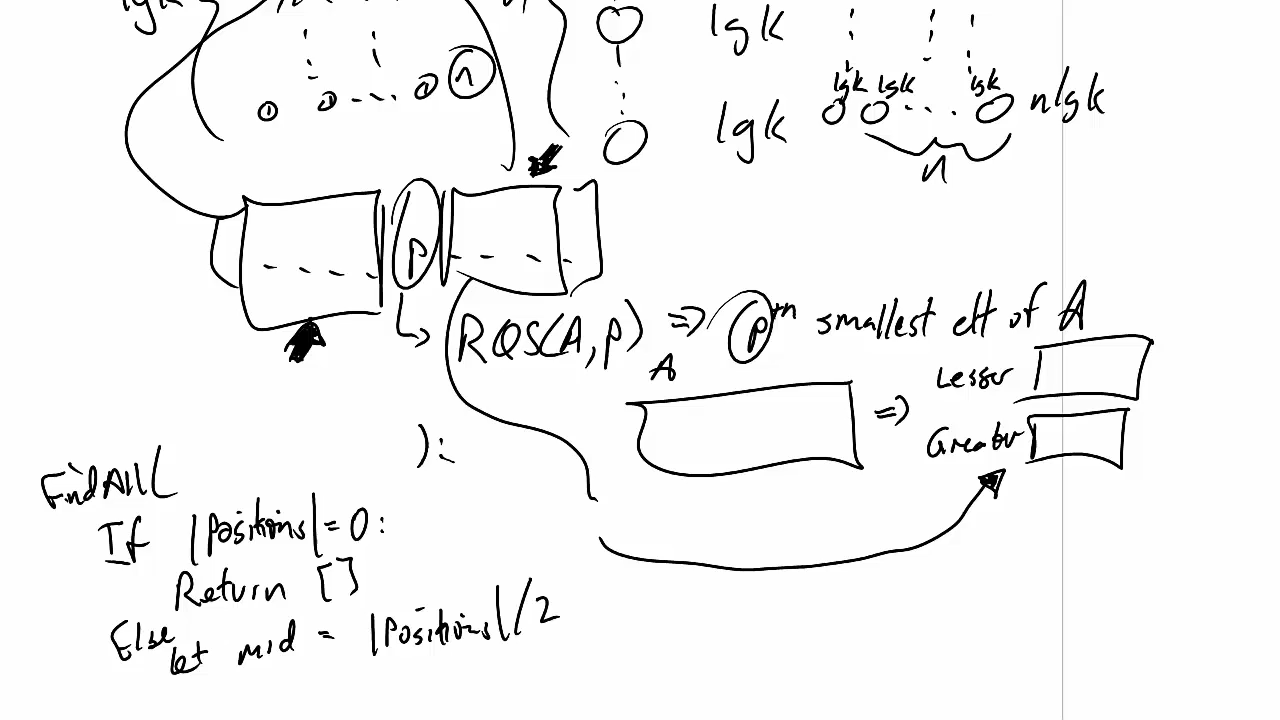 lgk
n
lgk
lgk lgk lgk
n lgk
lgk
n
P
RQS(A,p) => p th smallest elt of A
A
Lesser
=>
Greater
):
FindAll(
If |Positions| = 0:
Return []
Else
let mid = |Positions|/2